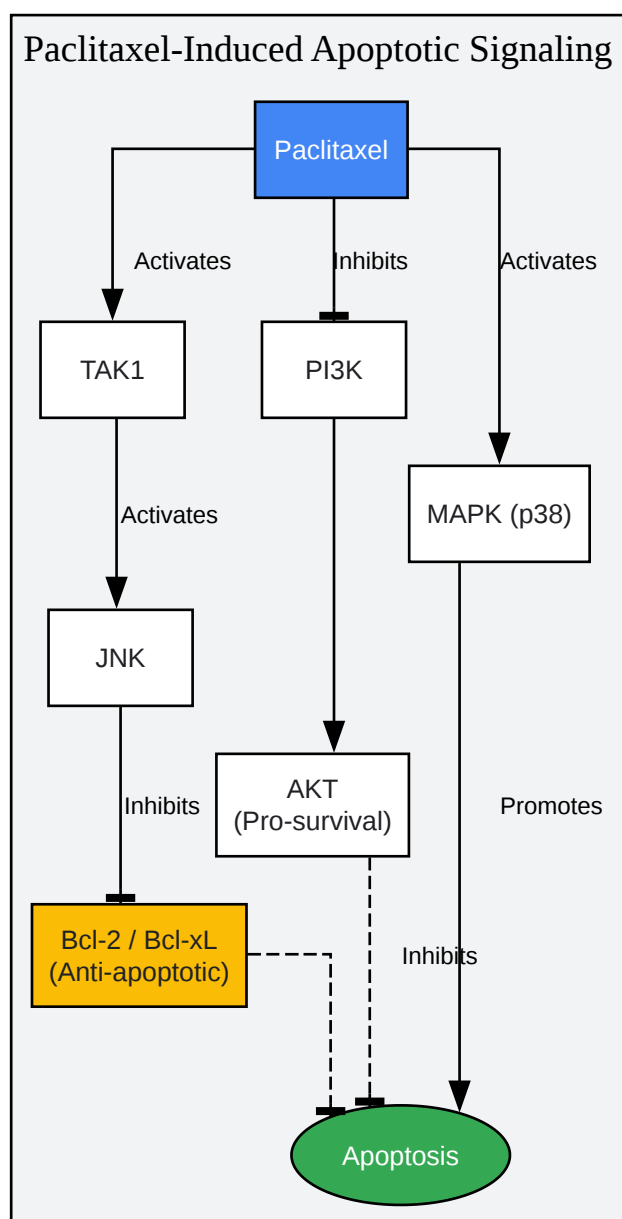 Paclitaxel-Induced Apoptotic Signaling
Paclitaxel
Activates
Inhibits
Activates
TAK1
PI3K
MAPK (p38)
Activates
JNK
AKT
(Pro-survival)
Inhibits
Promotes
Bcl-2 / Bcl-xL
(Anti-apoptotic)
Inhibits
Apoptosis